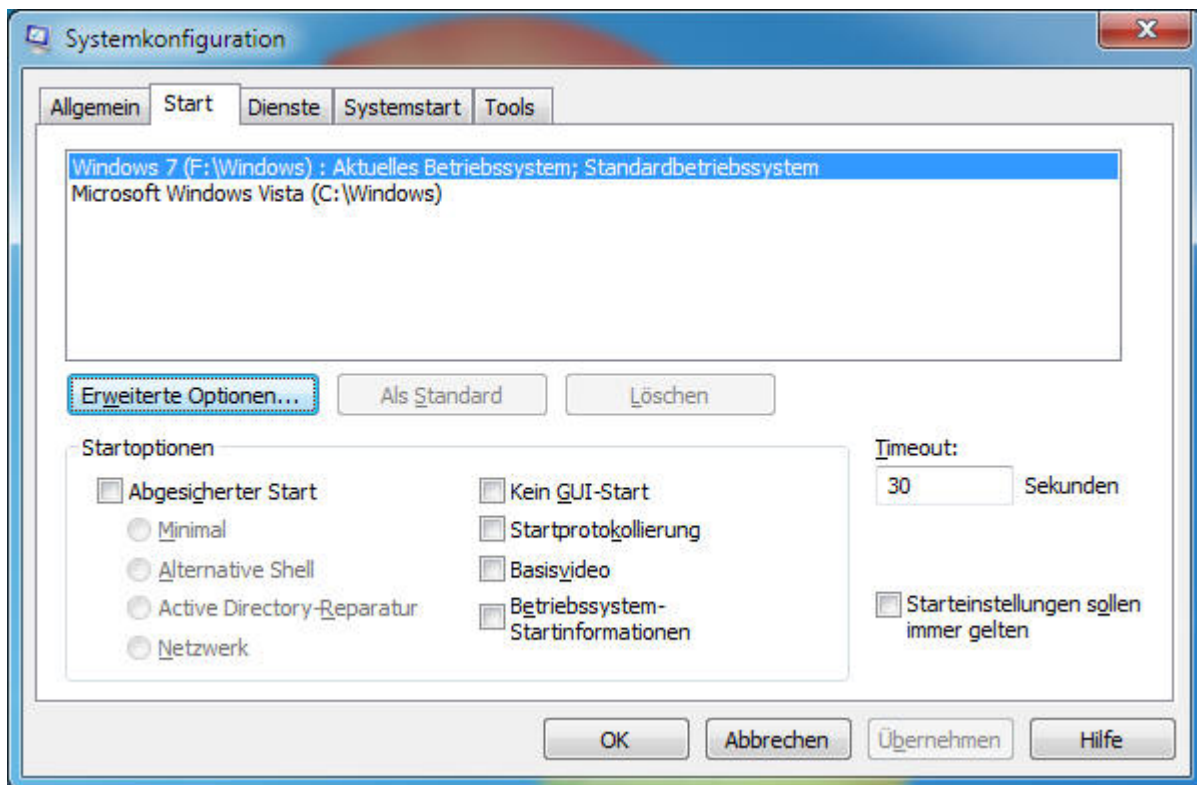 Systemkonfiguration
Allgemein Start Dienste Systemstart Tools
Windows 7 (F:\Windows) : Aktuelles Betriebssystem; Standardbetriebssystem
Microsoft Windows Vista (C:\Windows)
Erweiterte Optionen... Als Standard Löschen
Startoptionen
Abgesicherter Start
Minimal
Alternative Shell
Active Directory-Reparatur
Netzwerk
Kein GUI-Start
Startprotokollierung
Basisvideo
Betriebssystem-
Startinformationen
Timeout:
30 Sekunden
Starteinstellungen sollen
immer gelten
OK Abbrechen Übernehmen Hilfe